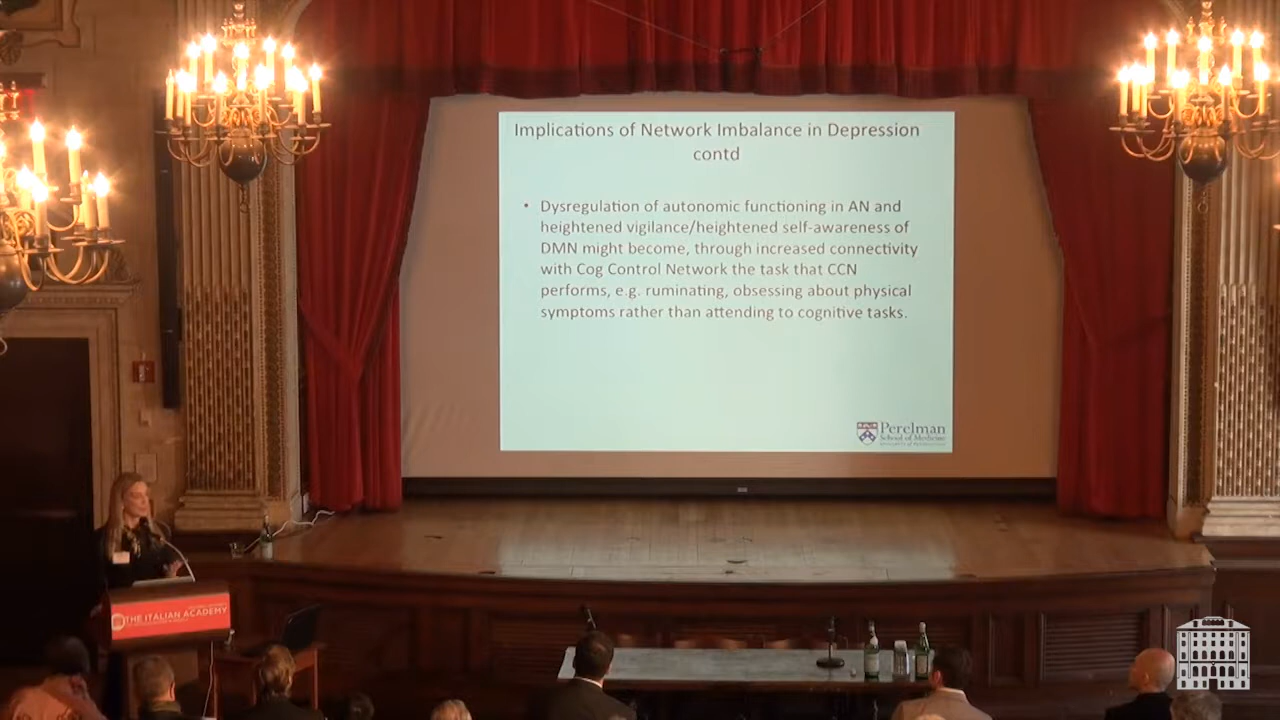 Implications of Network Imbalance in Depression
contd
• Dysregulation of autonomic functioning in AN and
heightened vigilance/heightened self-awareness of
DMN might become, through increased connectivity
with Cog Control Network the task that CCN
performs, e.g. ruminating, obsessing about physical
symptoms rather than attending to cognitive tasks.
Perelman
School of Medicine
THE ITALIAN ACADEMY